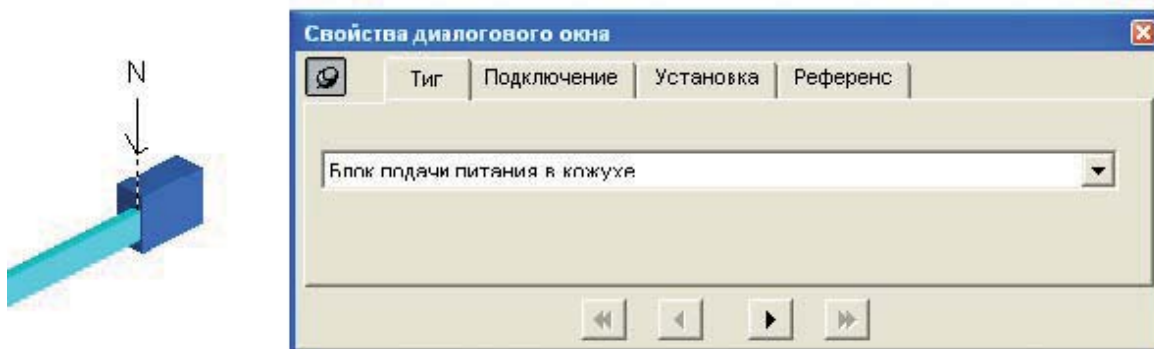 Свойства диалогового окна
N
Тиг
Подключение
Установка
Референс
Блок подачи питания в кожухе